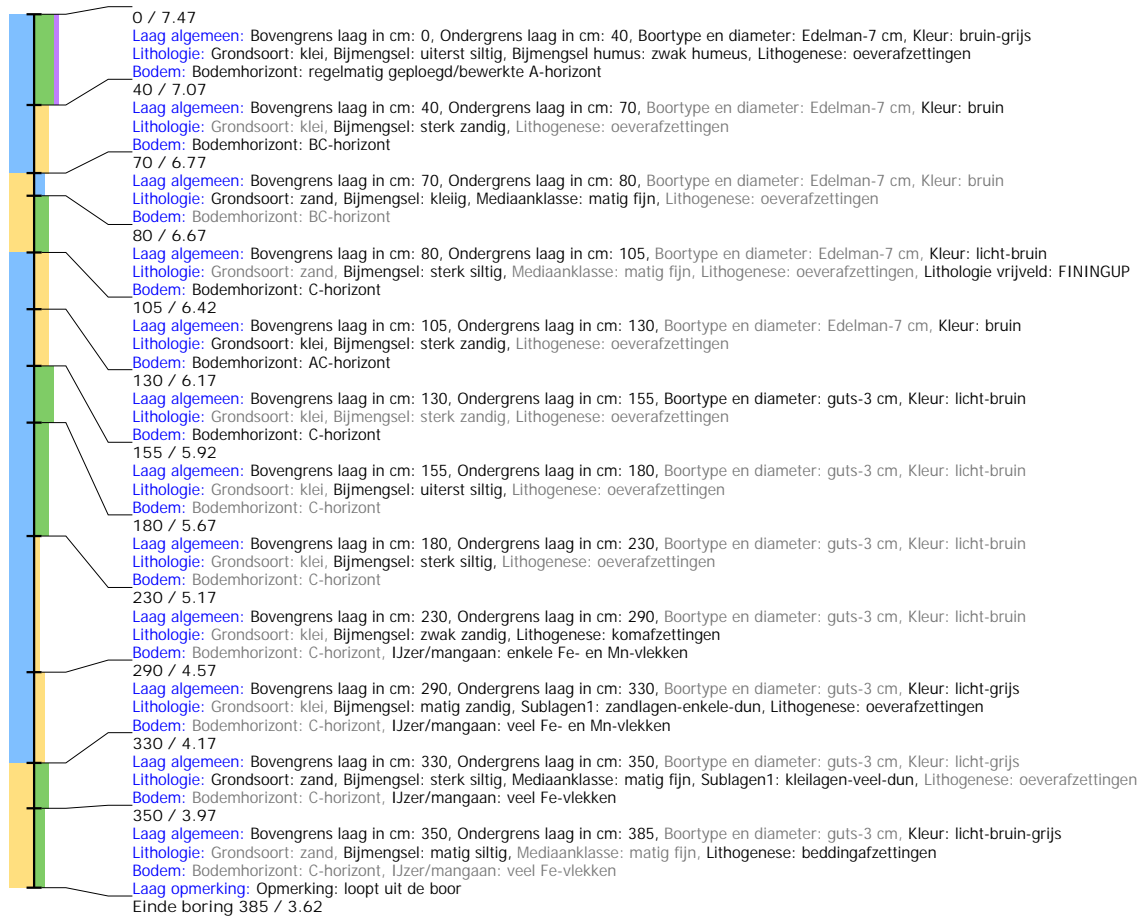 0 / 7.47
Laag algemeen: Bovengrens laag in cm: 0, Ondergrens laag in cm: 40, Boortype en diameter: Edelman-7 cm, Kleur: bruin-grijs
Lithologie: Grondsoort: klei, Bijmengsel: uiterst siltig, Bijmengsel humus: zwak humeus, Lithogenese: oeverafzettingen
Bodem: Bodemhorizont: regelmatig geploegd/bewerkte A-horizont
40 / 7.07
Laag algemeen: Bovengrens laag in cm: 40, Ondergrens laag in cm: 70, Boortype en diameter: Edelman-7 cm, Kleur: bruin
Lithologie: Grondsoort: klei, Bijmengsel: sterk zandig, Lithogenese: oeverafzettingen
Bodem: Bodemhorizont: BC-horizont
70 / 6.77
Laag algemeen: Bovengrens laag in cm: 70, Ondergrens laag in cm: 80, Boortype en diameter: Edelman-7 cm, Kleur: bruin
Lithologie: Grondsoort: zand, Bijmengsel: kleiig, Mediaanklasse: matig fijn, Lithogenese: oeverafzettingen
Bodem: Bodemhorizont: BC-horizont
80 / 6.67
Laag algemeen: Bovengrens laag in cm: 80, Ondergrens laag in cm: 105, Boortype en diameter: Edelman-7 cm, Kleur: licht-bruin
Lithologie: Grondsoort: zand, Bijmengsel: sterk siltig, Mediaanklasse: matig fijn, Lithogenese: oeverafzettingen, Lithologie vrijveld: FININGUP
Bodem: Bodemhorizont: C-horizont
105 / 6.42
Laag algemeen: Bovengrens laag in cm: 105, Ondergrens laag in cm: 130, Boortype en diameter: Edelman-7 cm, Kleur: bruin
Lithologie: Grondsoort: klei, Bijmengsel: sterk zandig, Lithogenese: oeverafzettingen
Bodem: Bodemhorizont: AC-horizont
130 / 6.17
Laag algemeen: Bovengrens laag in cm: 130, Ondergrens laag in cm: 155, Boortype en diameter: guts-3 cm, Kleur: licht-bruin
Lithologie: Grondsoort: klei, Bijmengsel: sterk zandig, Lithogenese: oeverafzettingen
Bodem: Bodemhorizont: C-horizont
155 / 5.92
Laag algemeen: Bovengrens laag in cm: 155, Ondergrens laag in cm: 180, Boortype en diameter: guts-3 cm, Kleur: licht-bruin
Lithologie: Grondsoort: klei, Bijmengsel: uiterst siltig, Lithogenese: oeverafzettingen
Bodem: Bodemhorizont: C-horizont
180 / 5.67
Laag algemeen: Bovengrens laag in cm: 180, Ondergrens laag in cm: 230, Boortype en diameter: guts-3 cm, Kleur: licht-bruin
Lithologie: Grondsoort: klei, Bijmengsel: sterk siltig, Lithogenese: oeverafzettingen
Bodem: Bodemhorizont: C-horizont
230 / 5.17
Laag algemeen: Bovengrens laag in cm: 230, Ondergrens laag in cm: 290, Boortype en diameter: guts-3 cm, Kleur: licht-bruin
Lithologie: Grondsoort: klei, Bijmengsel: zwak zandig, Lithogenese: komafzettingen
Bodem: Bodemhorizont: C-horizont, IJzer/mangaan: enkele Fe- en Mn-vlekken
290 / 4.57
Laag algemeen: Bovengrens laag in cm: 290, Ondergrens laag in cm: 330, Boortype en diameter: guts-3 cm, Kleur: licht-grijs
Lithologie: Grondsoort: klei, Bijmengsel: matig zandig, Sublagen1: zandlagen-enkele-dun, Lithogenese: oeverafzettingen
Bodem: Bodemhorizont: C-horizont, IJzer/mangaan: veel Fe- en Mn-vlekken
330 / 4.17
Laag algemeen: Bovengrens laag in cm: 330, Ondergrens laag in cm: 350, Boortype en diameter: guts-3 cm, Kleur: licht-grijs
Lithologie: Grondsoort: zand, Bijmengsel: sterk siltig, Mediaanklasse: matig fijn, Sublagen1: kleilagen-veel-dun, Lithogenese: oeverafzettingen
Bodem: Bodemhorizont: C-horizont, IJzer/mangaan: veel Fe-vlekken
350 / 3.97
Laag algemeen: Bovengrens laag in cm: 350, Ondergrens laag in cm: 385, Boortype en diameter: guts-3 cm, Kleur: licht-bruin-grijs
Lithologie: Grondsoort: zand, Bijmengsel: matig siltig, Mediaanklasse: matig fijn, Lithogenese: beddingafzettingen
Bodem: Bodemhorizont: C-horizont, IJzer/mangaan: veel Fe-vlekken
Laag opmerking: Opmerking: loopt uit de boor
Einde boring 385 / 3.62